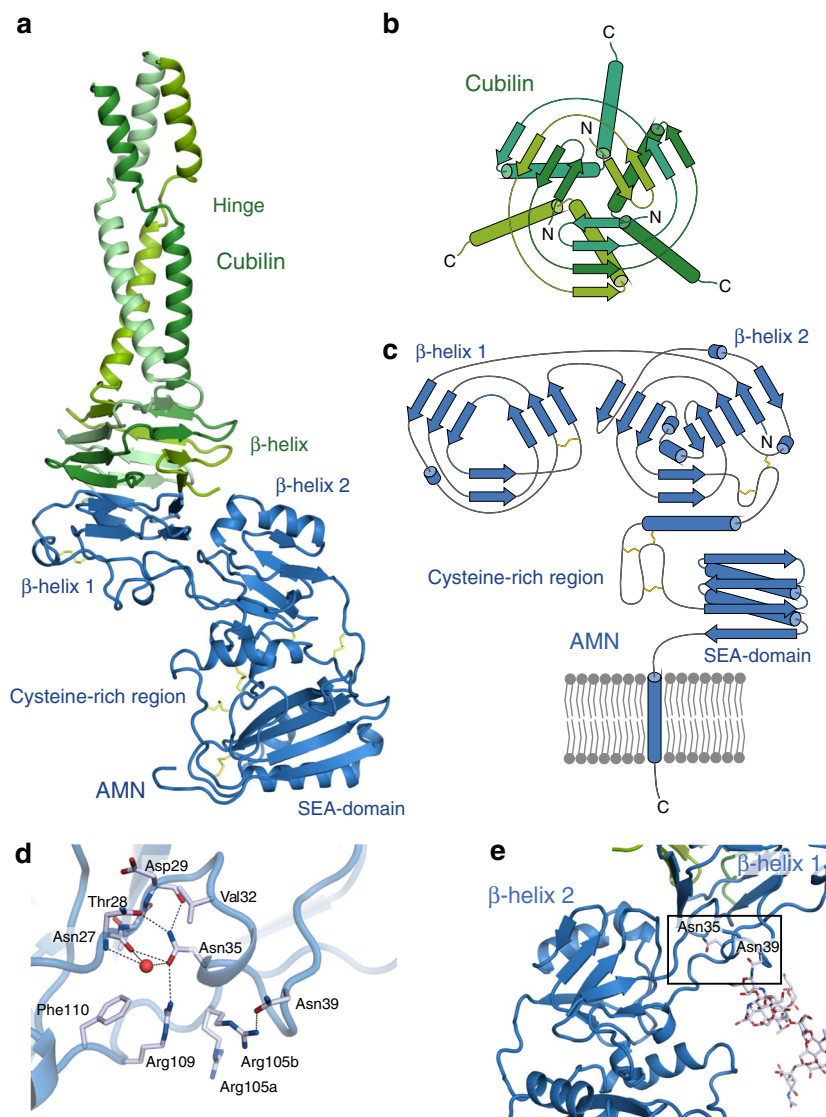 a
Hinge
Cubilin
β-helix
β-helix 2
β-helix 1
Cysteine-rich region
AMN
SEA-domain
b
C
Cubilin
N
N
N
C
C
c
β-helix 1
β-helix 2
N
Cysteine-rich region
AMN
SEA-domain
C
d
Asp29
Thr28
Val32
Asn27
Asn35
Phe110
Asn39
Arg109
Arg105b
Arg105a
e
β-helix 1
β-helix 2
Asn35
Asn39